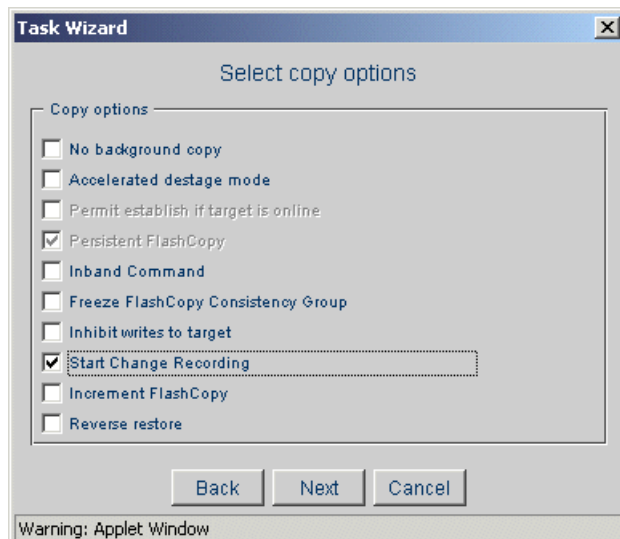 Task Wizard
Select copy options
Copy options
No background copy
Accelerated destage mode
Permit establish if target is online
Persistent FlashCopy
Inband Command
Freeze FlashCopy Consistency Group
Inhibit writes to target
Start Change Recording
Increment FlashCopy
Reverse restore
Back Next Cancel
Warning: Applet Window